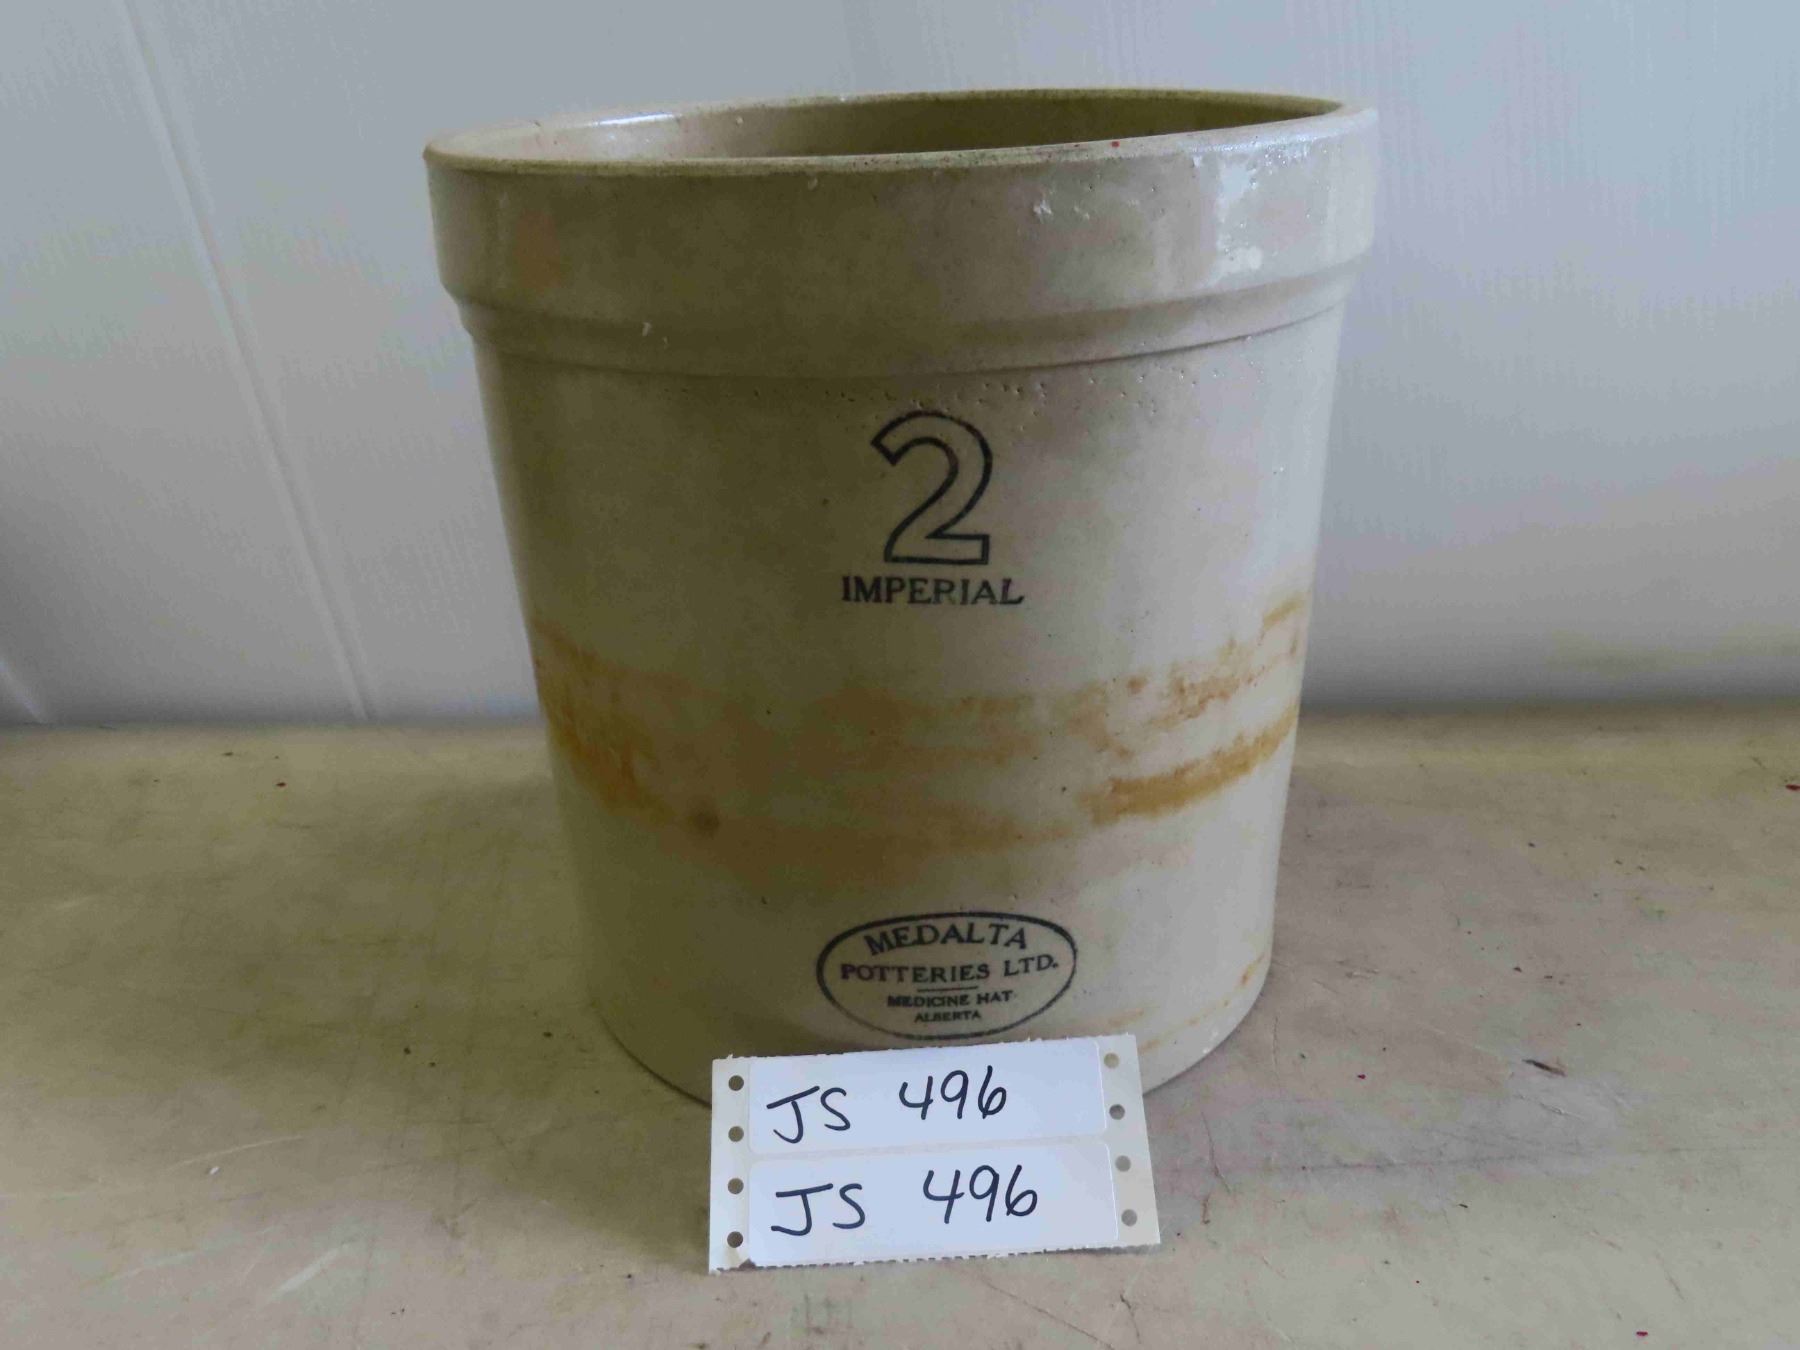 2
IMPERIAL
MEDALTA
POTTERIES LTD.
MEDICINE HAT
ALBERTA
JS 496
JS 496